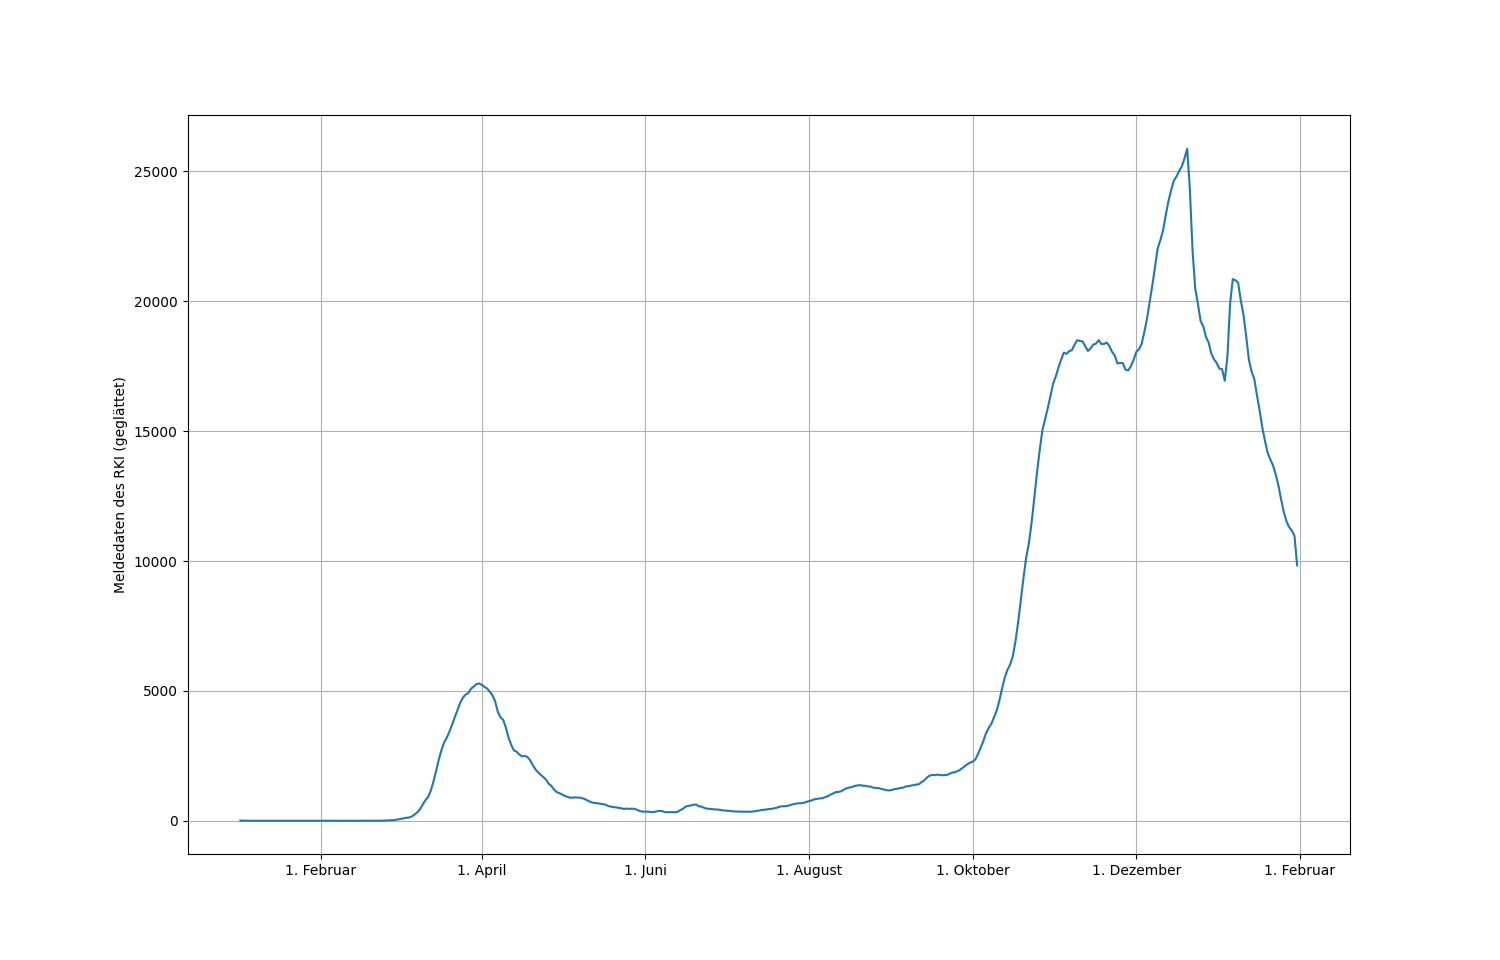 Meldedaten des RKI (geglättet)
25000
20000
15000
10000
5000
0
1. Februar
1. April
1. Juni
1. August
1. Oktober
1. Dezember
1. Februar